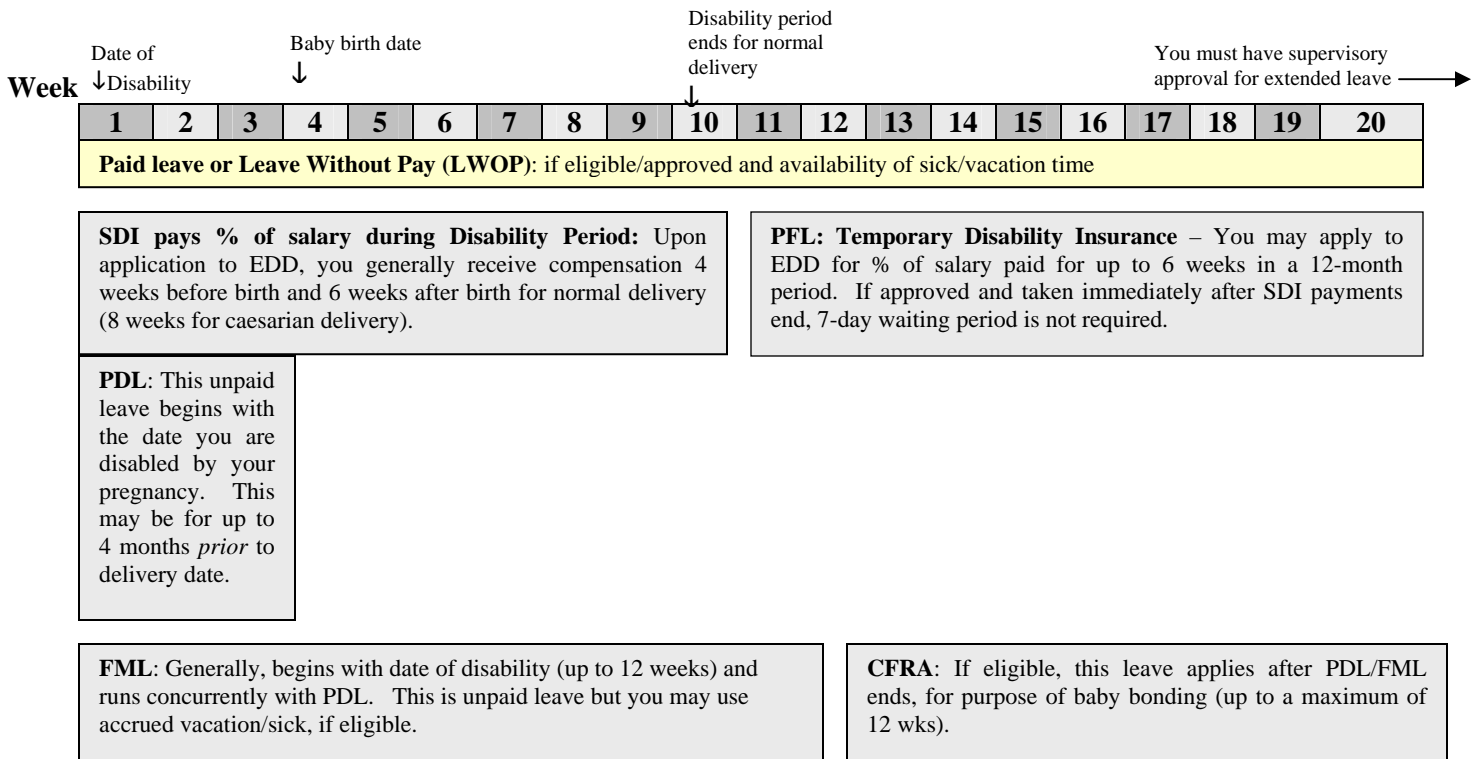 Date of
↓Disability
Baby birth date
↓
Disability period
ends for normal
delivery
↓
You must have supervisory
approval for extended leave
Week
1 2 3 4 5 6 7 8 9 10 11 12 13 14 15 16 17 18 19 20
Paid leave or Leave Without Pay (LWOP): if eligible/approved and availability of sick/vacation time
SDI pays % of salary during Disability Period: Upon
application to EDD, you generally receive compensation 4
weeks before birth and 6 weeks after birth for normal delivery
(8 weeks for caesarian delivery).
PFL: Temporary Disability Insurance – You may apply to
EDD for % of salary paid for up to 6 weeks in a 12-month
period. If approved and taken immediately after SDI payments
end, 7-day waiting period is not required.
PDL: This unpaid
leave begins with
the date you are
disabled by your
pregnancy. This
may be for up to
4 months prior to
delivery date.
FML: Generally, begins with date of disability (up to 12 weeks) and
runs concurrently with PDL. This is unpaid leave but you may use
accrued vacation/sick, if eligible.
CFRA: If eligible, this leave applies after PDL/FML
ends, for purpose of baby bonding (up to a maximum of
12 wks).